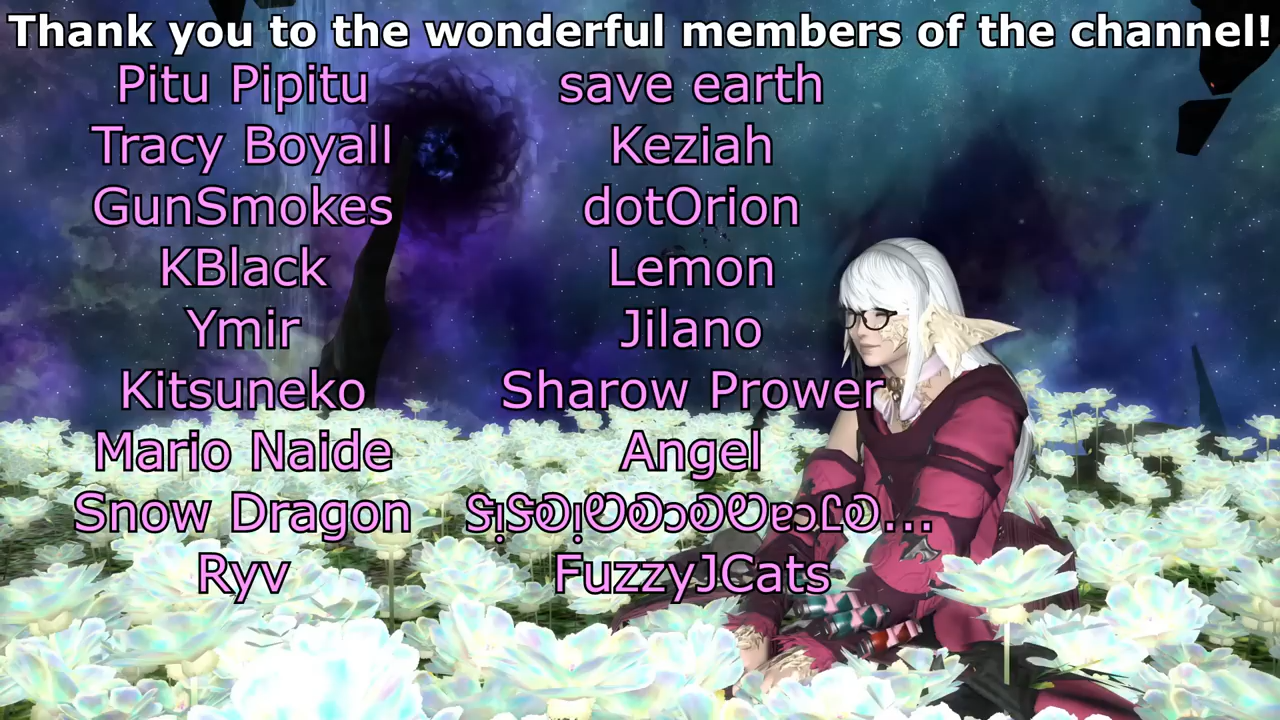 Thank you to the wonderful members of the channel!
Pitu Pipitu
save earth
Tracy Boyall
Keziah
GunSmokes
dotOrion
KBlack
Lemon
Ymir
Jilano
Kitsuneko
Sharow Prower
Mario Naide
Angel
Snow Dragon
Ryv
FuzzyJCats